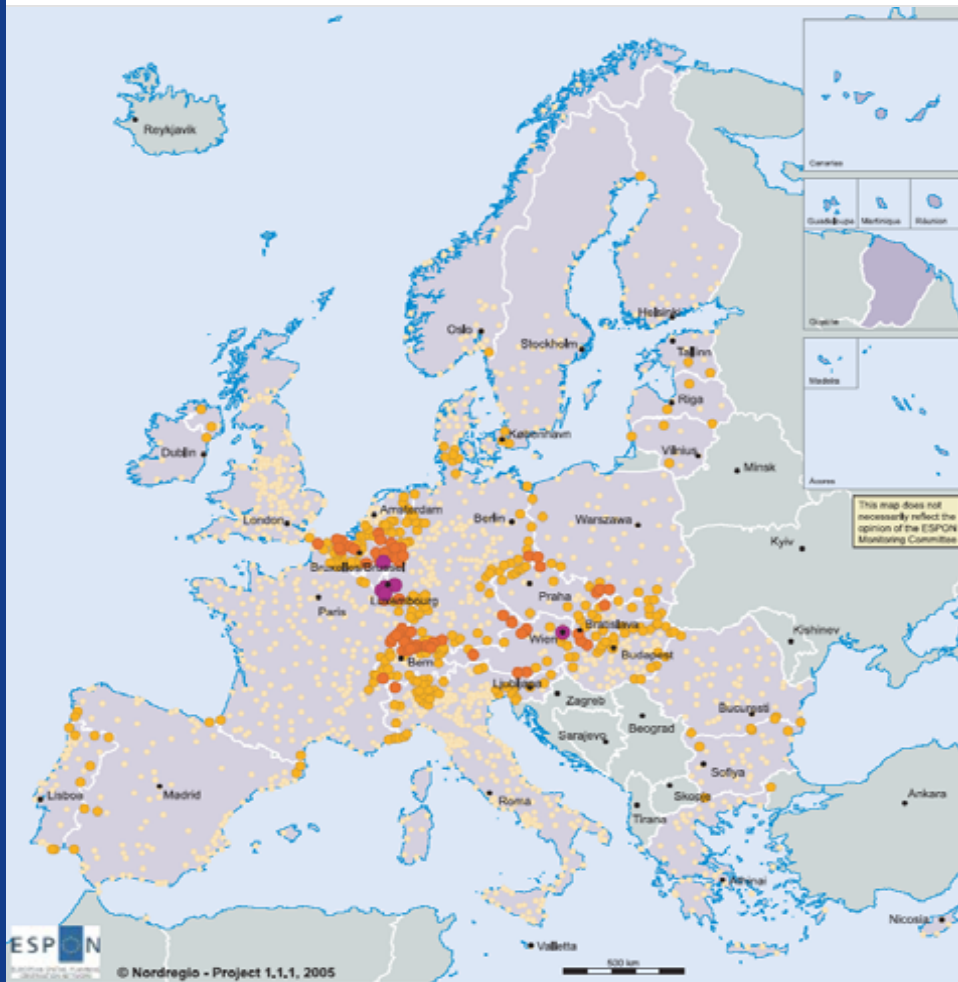 Reykjavik
Canarias
Guadeloupe
Martinique
Réunion
Guyane
Helsinki
Oslo
Stockholm
Tallinn
Madeira
Riga
Acores
København
Dublin
Vilnius
Minsk
This map does not
necessarily reflect the
opinion of the ESPON
Monitoring Committee
Amsterdam
London
Berlin
Warszawa
Kyiv
Bruxelles/Brussel
Praha
Luxembourg
Paris
Kishinev
Wien
Bratislava
Budapest
Bern
Ljubljana
Zagreb
Bucuresti
Beograd
Sarajevo
Sofiya
Lisboa
Madrid
Skopje
Ankara
Roma
Tirana
Athinai
Nicosia
ESPON
Valletta
500 km
© Nordregio - Project 1.1.1, 2005